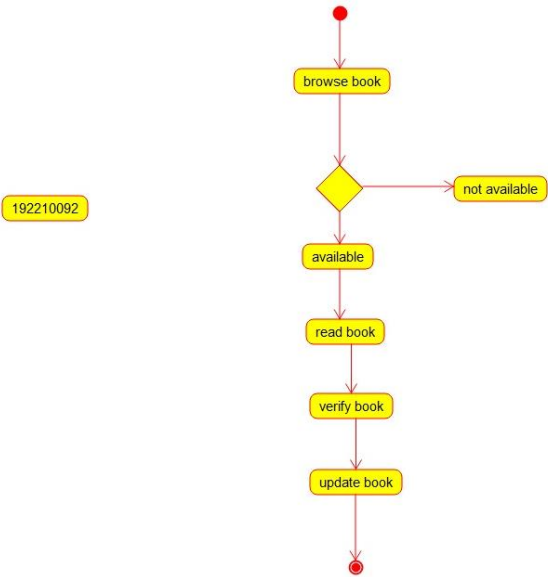 browse book
not available
192210092
available
read book
verify book
update book